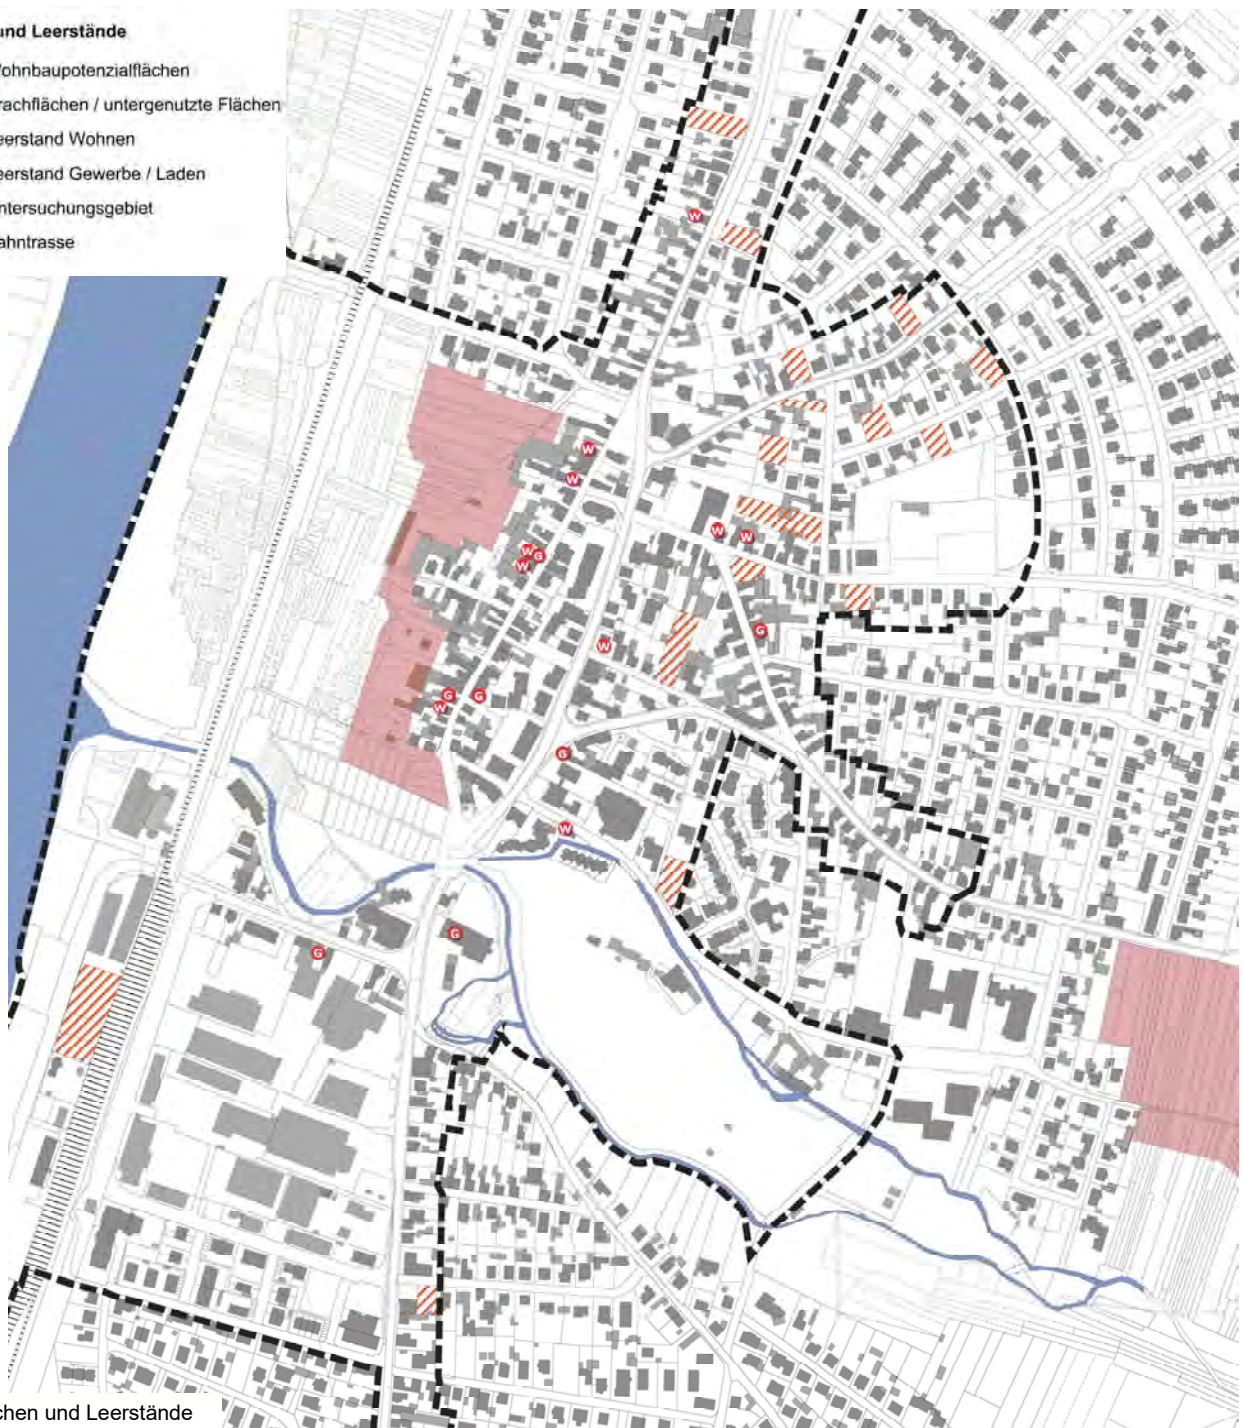 und Leerstände
ohnbaupotenzialflächen
rachflächen / untergenutzte Flächen
eerstand Wohnen
eerstand Gewerbe / Laden
ntersuchungsgebiet
ahntrasse
W
W
W
W
W
W
G
W
G
W
G
G
W
G
W
G
G
chen und Leerstände